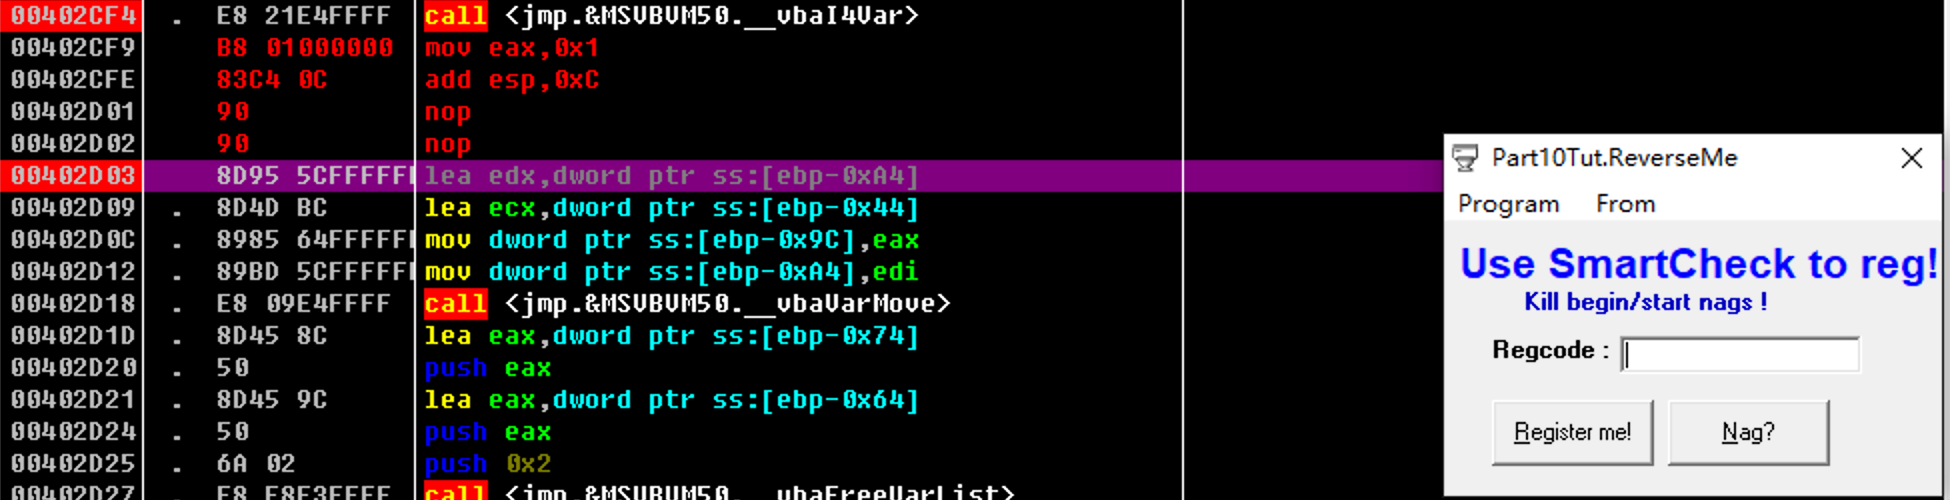 00402CF4 . E8 21E4FFFF call <jmp.&MSVBVM50.__vbaI4Var>
00402CF9 B8 01000000 mov eax,0x1
00402CFE 83C4 0C add esp,0xC
00402D01 90 nop
00402D02 90 nop
00402D03 8D95 5CFFFFF lea edx,dword ptr ss:[ebp-0xA4]
00402D09 . 8D4D BC lea ecx,dword ptr ss:[ebp-0x44]
00402D0C . 8985 64FFFFF mov dword ptr ss:[ebp-0x9C],eax
00402D12 . 89BD 5CFFFFF mov dword ptr ss:[ebp-0xA4],edi
00402D18 . E8 09E4FFFF call <jmp.&MSVBVM50.__vbaVarMove>
00402D1D . 8D45 8C lea eax,dword ptr ss:[ebp-0x74]
00402D20 . 50 push eax
00402D21 . 8D45 9C lea eax,dword ptr ss:[ebp-0x64]
00402D24 . 50 push eax
00402D25 . 6A 02 push 0x2
00402D27 . E8 E8E3FFFF call <jmp.&MSVBVM50.__vbaFreeVarList>
Part10Tut.ReverseMe
Program From
Use SmartCheck to reg!
Kill begin/start nags !
Regcode :
Register me! Nag?